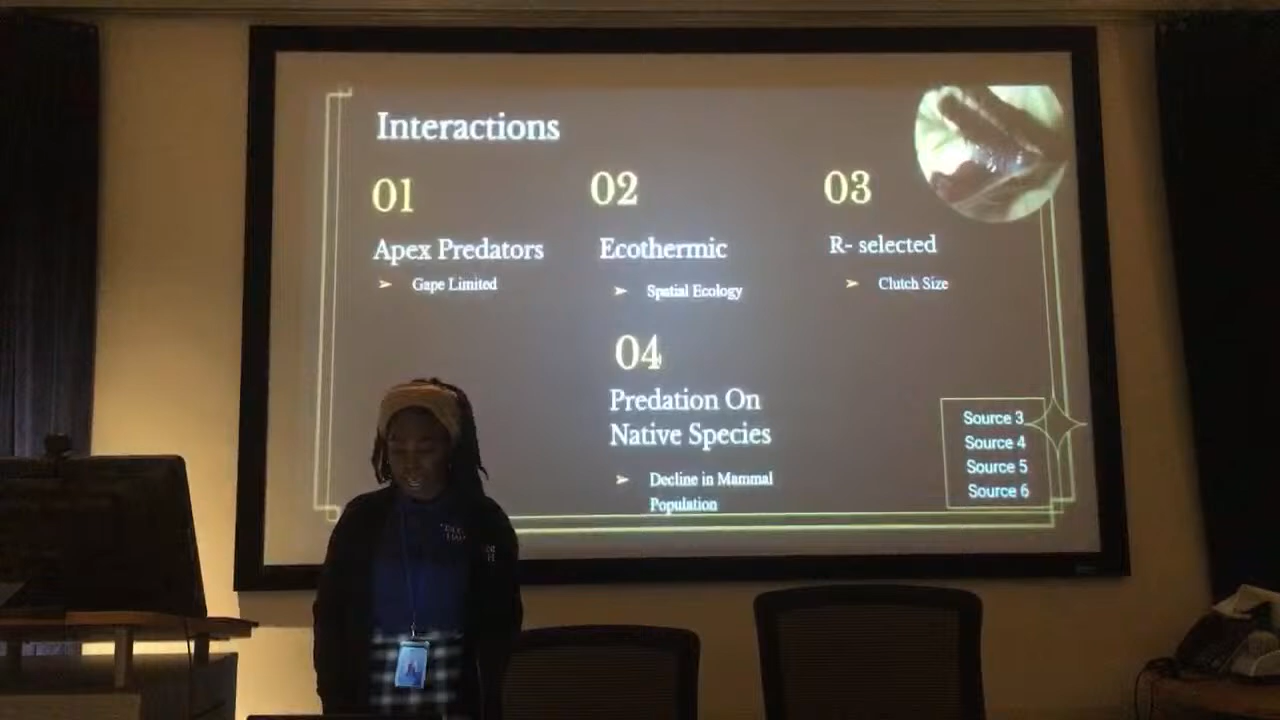 Interactions
01
Apex Predators
➢ Gape Limited
02
Ecothermic
➢ Spatial Ecology
03
R- selected
➢ Clutch Size
04
Predation On
Native Species
➢ Decline in Mammal
Population
Source 3
Source 4
Source 5
Source 6